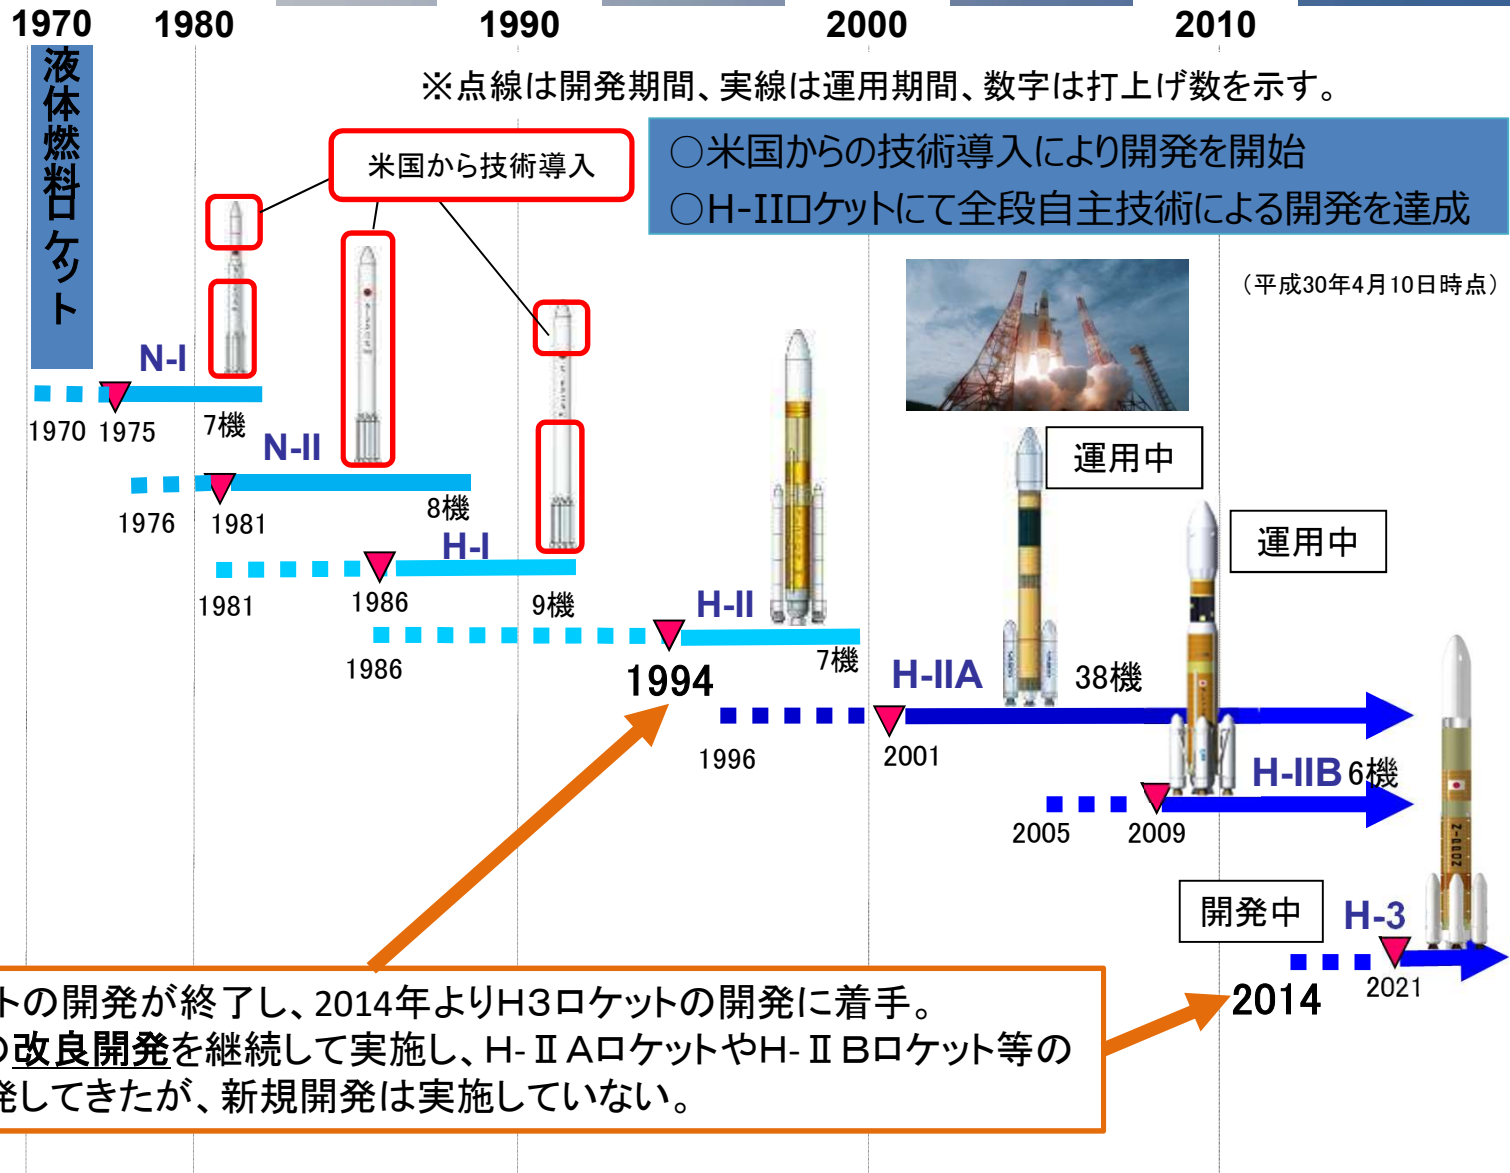 1970 1980 1990 2000 2010
液体燃料ロケット
※点線は開発期間、実線は運用期間、数字は打上げ数を示す。
米国から技術導入
○米国からの技術導入により開発を開始
○H-IIロケットにて全段自主技術による開発を達成
（平成30年4月10日時点）
N-I
1970 1975 7機
N-II
1976 1981 8機
H-I
1981 1986 9機
H-II
1986 1994 7機
運用中
H-IIA 38機
1996 2001
運用中
H-IIB 6機
2005 2009
NIPPON
開発中
H-3
2014 2021
トの開発が終了し、2014年よりH3ロケットの開発に着手。
の改良開発を継続して実施し、H-ⅡAロケットやH-ⅡBロケット等の
発してきたが、新規開発は実施していない。